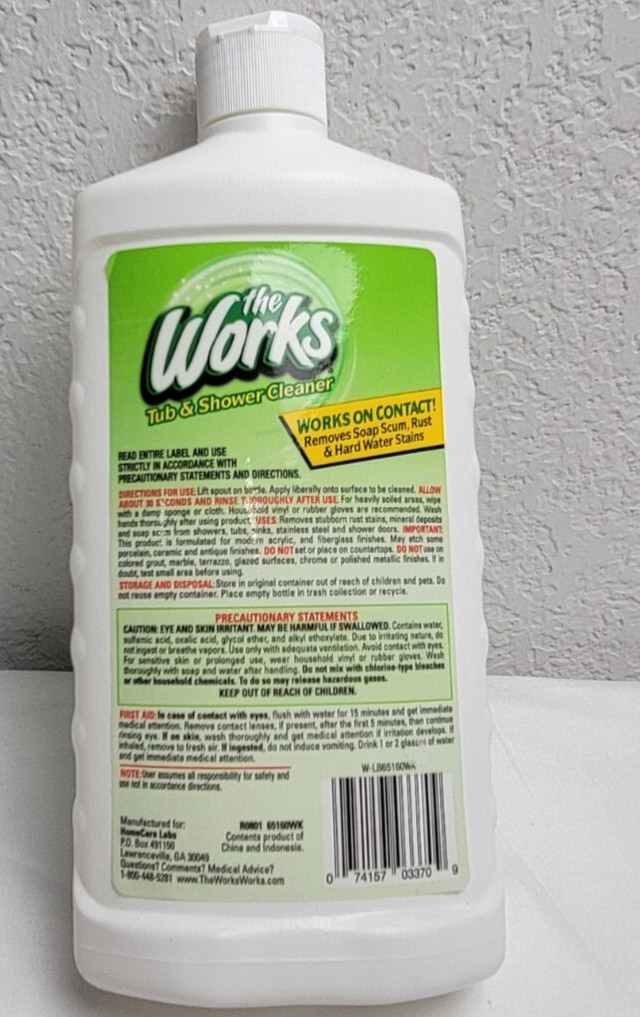 the
Works
Tub & Shower Cleaner
WORKS ON CONTACT!
Removes Soap Scum, Rust
& Hard Water Stains
READ ENTIRE LABEL AND USE
STRICTLY IN ACCORDANCE WITH
PRECAUTIONARY STATEMENTS AND DIRECTIONS.
DIRECTIONS FOR USE: Lift spout on bottle. Apply liberally onto surface to be cleaned. ALLOW
ABOUT 30 SECONDS AND RINSE THOROUGHLY AFTER USE. For heavily soiled areas, wipe
with a damp sponge or cloth. Household vinyl or rubber gloves are recommended. Wash
hands thoroughly after using product. USES: Removes stubborn rust stains, mineral deposits
and soap scum from showers, tubs, sinks, stainless steel and shower doors. IMPORTANT:
This product is formulated for modern acrylic, and fiberglass finishes. May etch some
porcelain, ceramic and antique finishes. DO NOT set or place on countertops. DO NOT use on
colored grout, marble, terrazzo, glazed surfaces, chrome or polished metallic finishes. If in
doubt, test small area before using.
STORAGE AND DISPOSAL: Store in original container out of reach of children and pets. Do
not reuse empty container. Place empty bottle in trash collection or recycle.
PRECAUTIONARY STATEMENTS
CAUTION: EYE AND SKIN IRRITANT. MAY BE HARMFUL IF SWALLOWED. Contains water,
sulfamic acid, oxalic acid, glycol ether, and alkyl ethoxylate. Due to irritating nature, do
not ingest or breathe vapors. Use only with adequate ventilation. Avoid contact with eyes.
For sensitive skin or prolonged use, wear household vinyl or rubber gloves. Wash
thoroughly with soap and water after handling. Do not mix with chlorine-type bleaches
or other household chemicals. To do so may release hazardous gases.
KEEP OUT OF REACH OF CHILDREN.
FIRST AID: In case of contact with eyes, flush with water for 15 minutes and get immediate
medical attention. Remove contact lenses, if present, after the first 5 minutes, then continue
rinsing eye. If on skin, wash thoroughly and get medical attention if irritation develops. If
inhaled, remove to fresh air. If ingested, do not induce vomiting. Drink 1 or 2 glasses of water
and get immediate medical attention.
NOTE: User assumes all responsibility for safety and
use not in accordance directions.
W-LB65160WK
Manufactured for:
HomeCare Labs
P.O. Box 491150
Lawrenceville, GA 30049
Questions? Comments? Medical Advice?
1-800-448-5281 www.TheWorksWorks.com
R0801 65160WK
Contents product of
China and Indonesia.
0 74157 03370 9